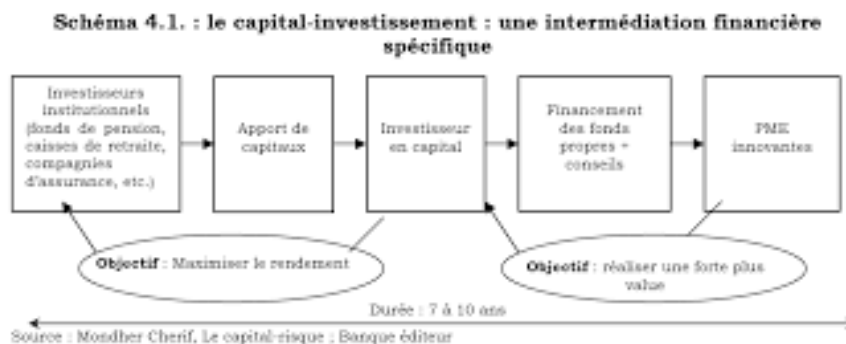 Schéma 4.1. : le capital-investissement : une intermédiation financière
spécifique
Investisseurs
institutionnels
(fonds de pension,
caisses de retraite,
compagnies
d'assurance, etc.)
Apport de
capitaux
Investisseur
en capital
Financement
des fonds
propres +
conseils
PME
innovantes
Objectif : Maximiser le rendement
Objectif : réaliser une forte plus
value
Durée : 7 à 10 ans
Source : Mondher Cherif, Le capital-risque ; Banque éditeur